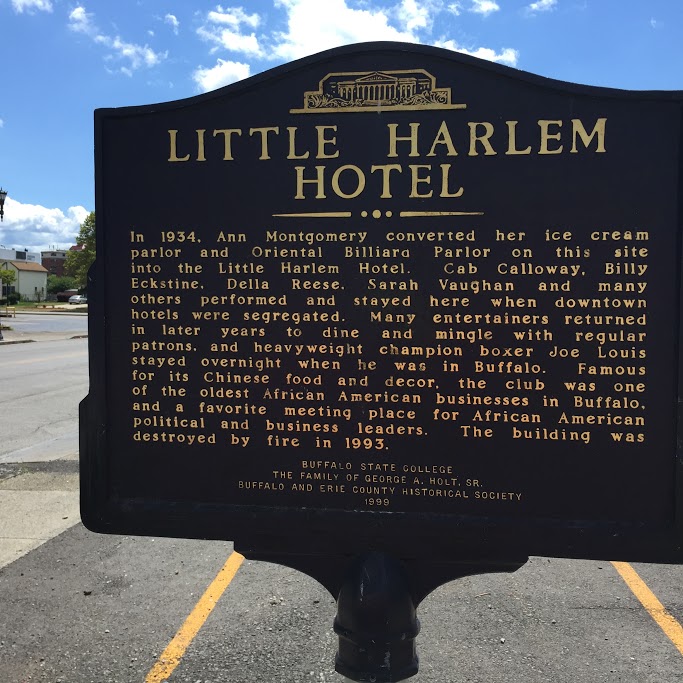 LITTLE HARLEM
HOTEL
In 1934, Ann Montgomery converted her ice cream
parlor and Oriental Billiard Parlor on this site
into the Little Harlem Hotel. Cab Calloway, Billy
Eckstine, Della Reese, Sarah Vaughan and many
others performed and stayed here when downtown
hotels were segregated. Many entertainers returned
in later years to dine and mingle with regular
patrons, and heavyweight champion boxer Joe Louis
stayed overnight when he was in Buffalo. Famous
for its Chinese food and decor, the club was one
of the oldest African American businesses in Buffalo,
and a favorite meeting place for African American
political and business leaders. The building was
destroyed by fire in 1993.
BUFFALO STATE COLLEGE
THE FAMILY OF GEORGE A. HOLT, SR.
BUFFALO AND ERIE COUNTY HISTORICAL SOCIETY
1999